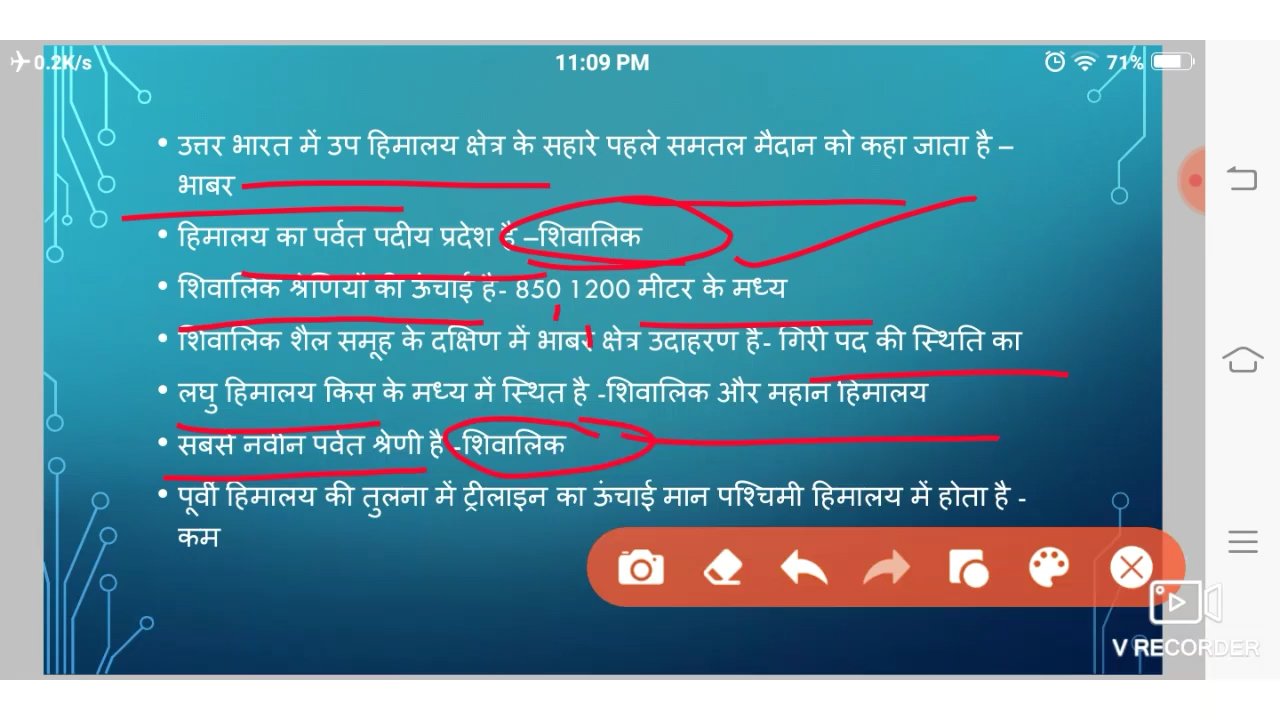 0.2K/s 11:09 PM 71%
• उत्तर भारत में उप हिमालय क्षेत्र के सहारे पहले समतल मैदान को कहा जाता है –
भाबर
• हिमालय का पर्वत पदीय प्रदेश है –शिवालिक
• शिवालिक श्रेणियों की ऊंचाई है- 850 1200 मीटर के मध्य
• शिवालिक शैल समूह के दक्षिण में भाबर क्षेत्र उदाहरण है- गिरी पद की स्थिति का
• लघु हिमालय किस के मध्य में स्थित है -शिवालिक और महान हिमालय
• सबसे नवीन पर्वत श्रेणी है -शिवालिक
• पूर्वी हिमालय की तुलना में ट्रीलाइन का ऊंचाई मान पश्चिमी हिमालय में होता है -
कम
V RECORDER